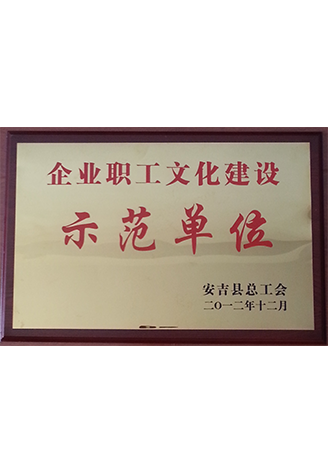 企业职工文化建设
示范单位
安吉县总工会
二〇一二年十二月